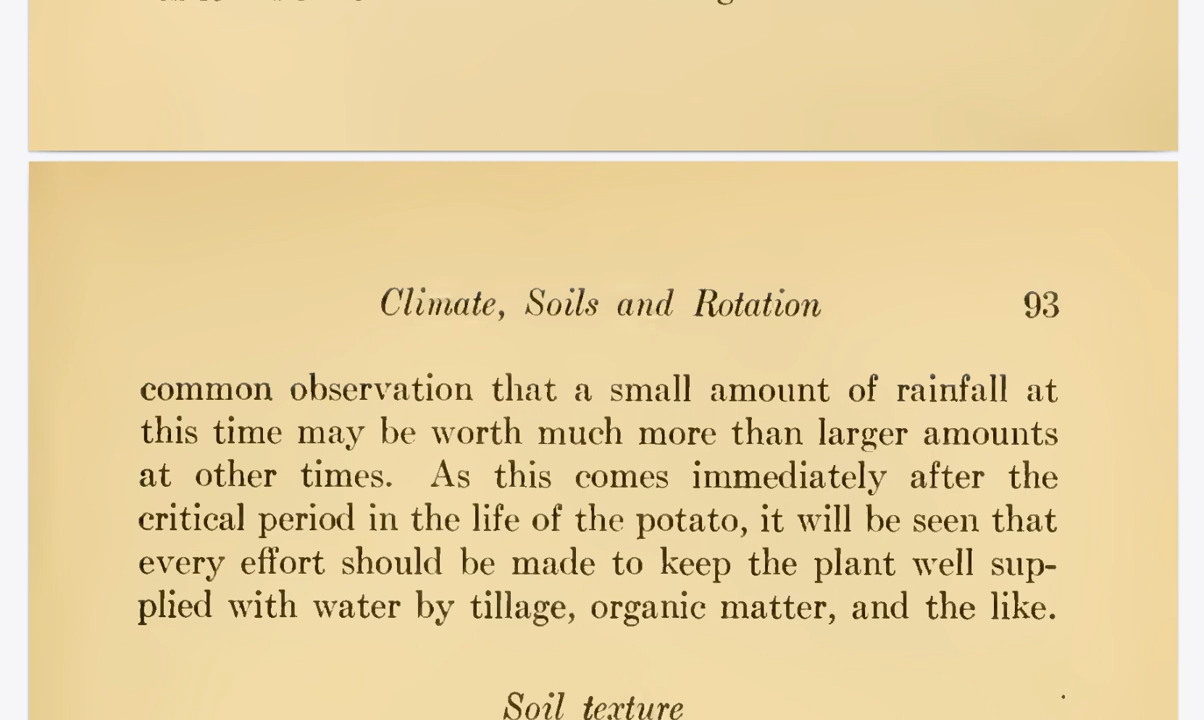 Climate, Soils and Rotation 93
common observation that a small amount of rainfall at
this time may be worth much more than larger amounts
at other times. As this comes immediately after the
critical period in the life of the potato, it will be seen that
every effort should be made to keep the plant well sup-
plied with water by tillage, organic matter, and the like.
Soil texture